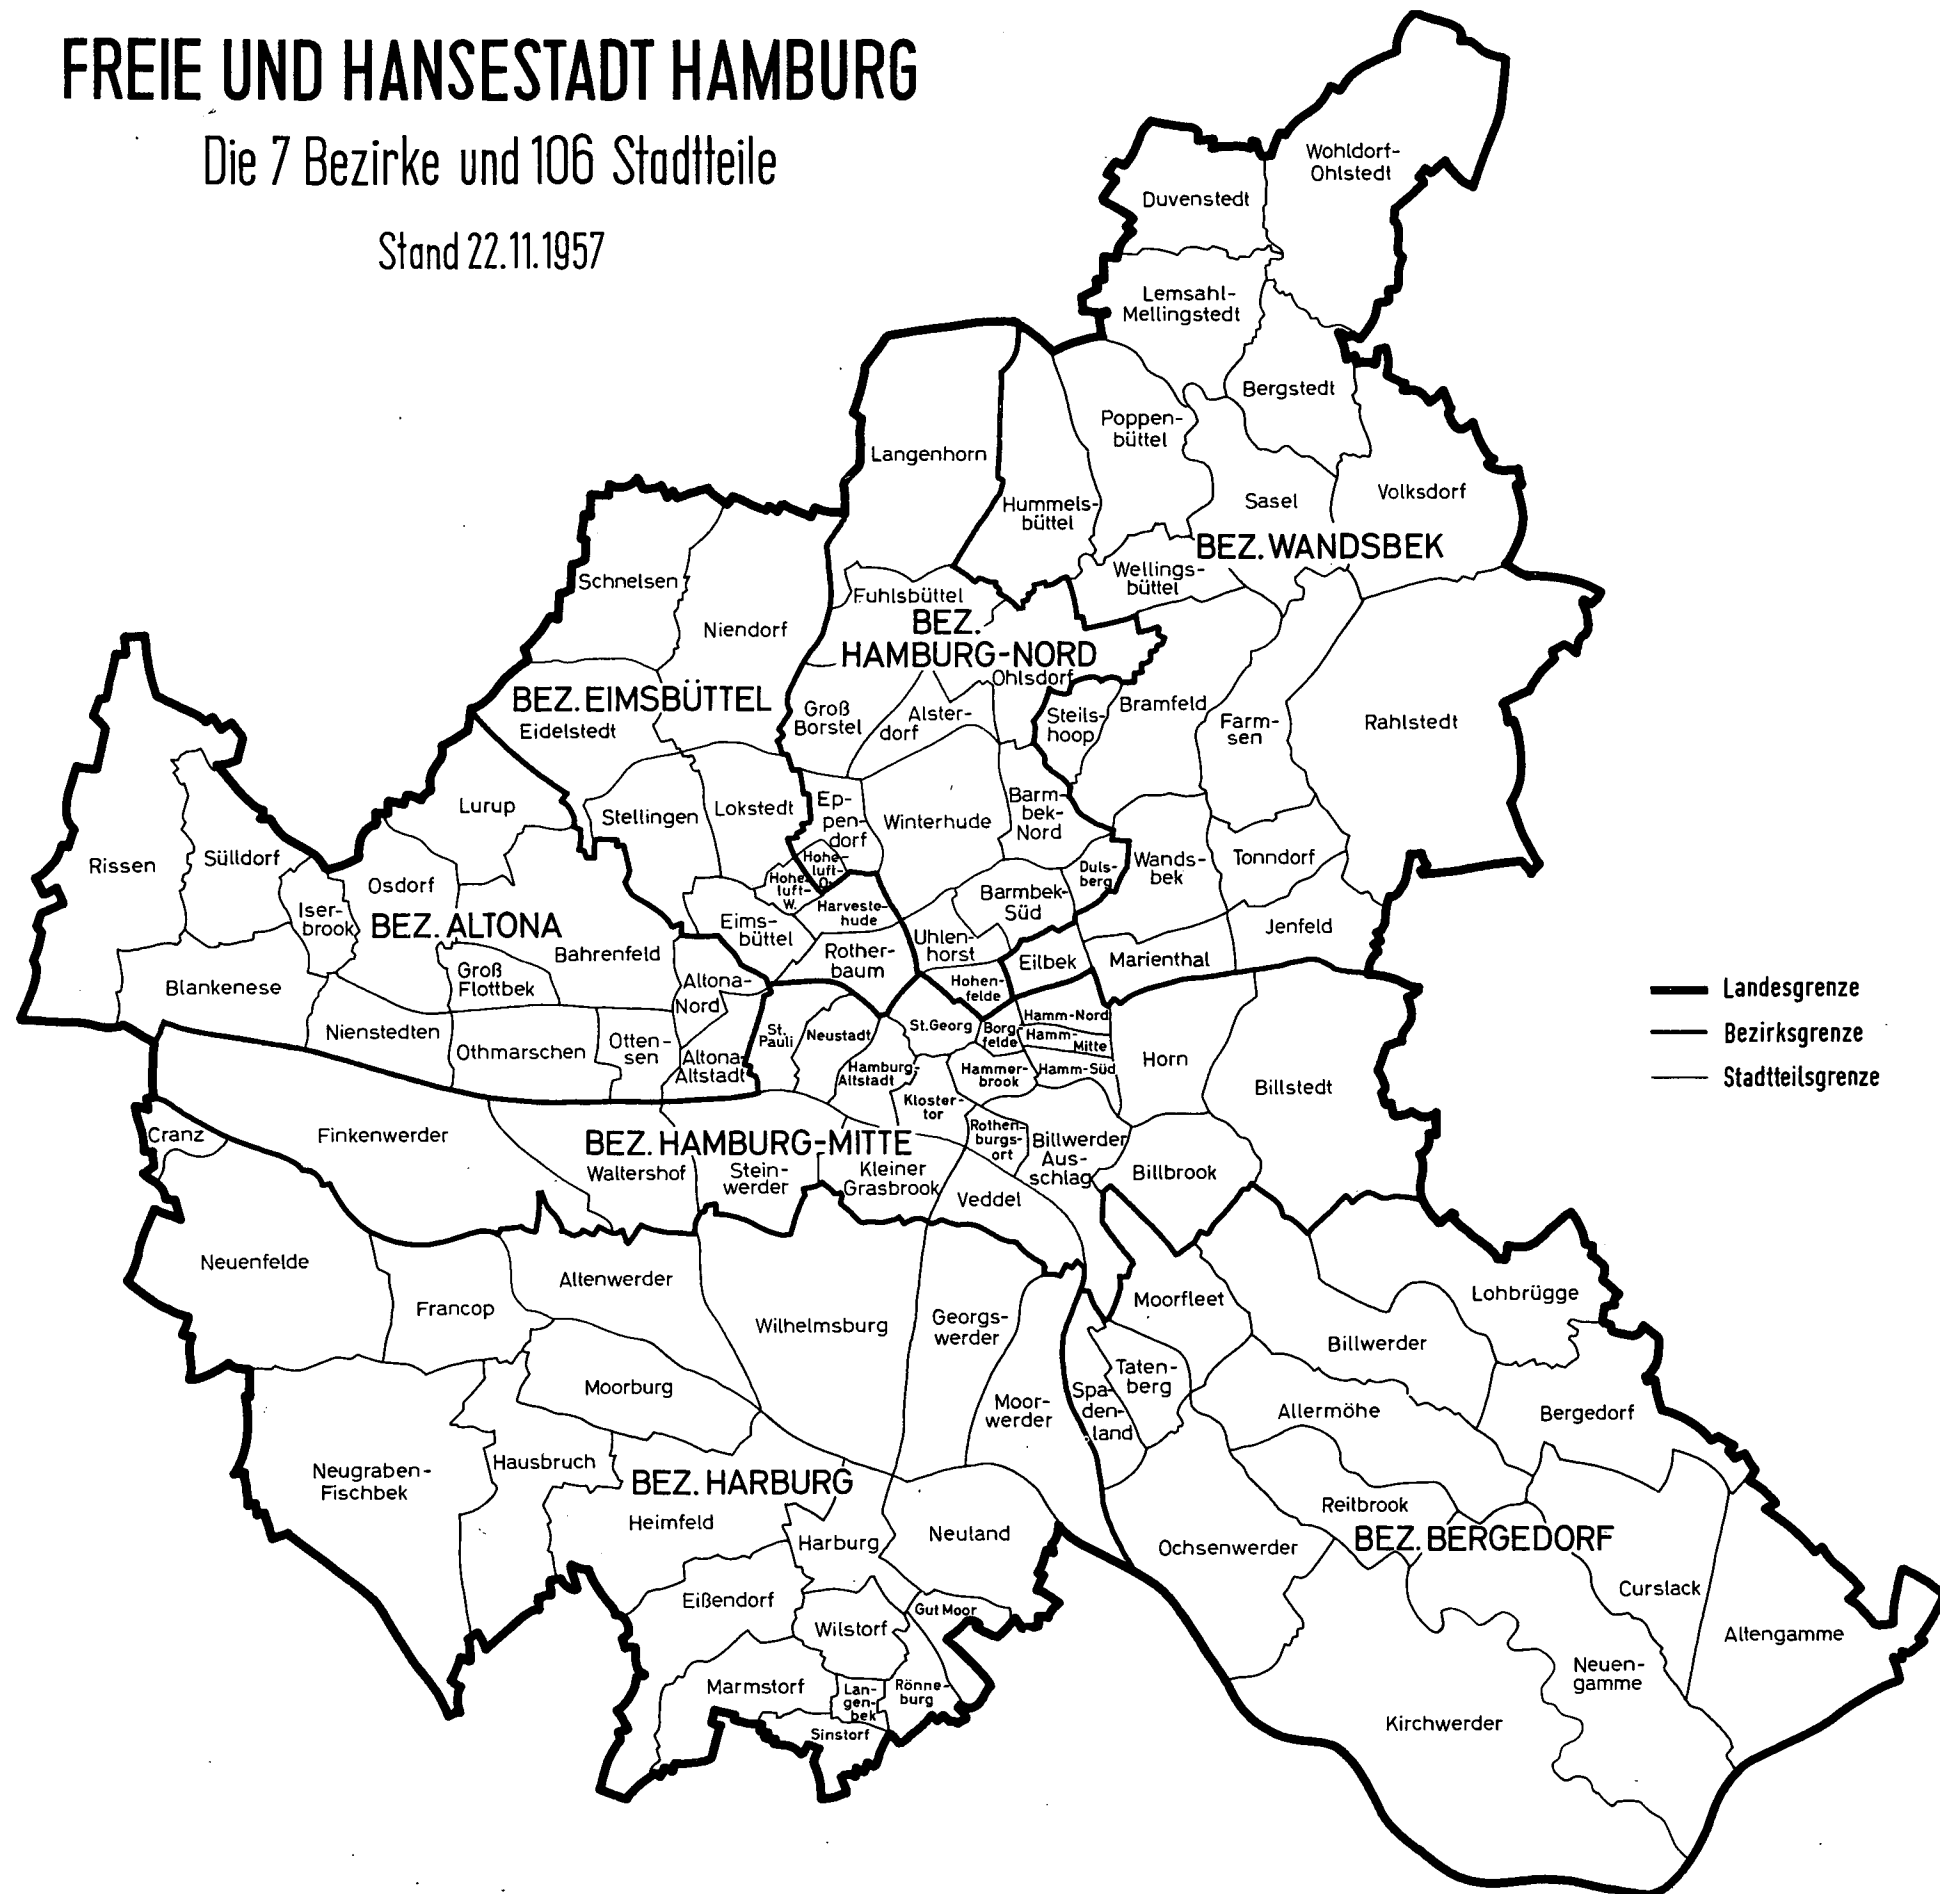 FREIE UND HANSESTADT HAMBURG
Die 7 Bezirke und 106 Stadtteile
Stand 22.11.1957
Wohldorf-
Ohlstedt
Duvenstedt
Lemsahl-
Mellingstedt
Bergstedt
Poppen-
büttel
Langenhorn
Hummels-
büttel
Sasel
Volksdorf
BEZ. WANDSBEK
Wellings-
büttel
Schnelsen
Niendorf
Fuhlsbüttel
BEZ.
HAMBURG-NORD
Ohlsdorf
BEZ. EIMSBÜTTEL
Eidelstedt
Groß
Borstel
Alster-
dorf
Steils-
hoop
Bramfeld
Farm-
sen
Rahlstedt
Lurup
Stellingen
Lokstedt
Ep-
pen-
dorf
Winterhude
Barm-
bek-
Nord
Rissen
Sülldorf
Osdorf
Hohe-
luft-
O.
Hohe-
luft-
W.
Duls-
berg
Wands-
bek
Tonndorf
Iser-
brook
BEZ. ALTONA
Eims-
büttel
Harveste-
hude
Barmbek-
Süd
Jenfeld
Bahrenfeld
Rother-
baum
Uhlen-
horst
Eilbek
Marienthal
Blankenese
Groß
Flottbek
Altona-
Nord
Hohen-
felde
Landesgrenze
Bezirksgrenze
Stadtteilsgrenze
Nienstedten
Othmarschen
Otten-
sen
Altona-
Altstadt
St.
Pauli
Neustadt
St.Georg
Borg-
felde
Hamm-Nord
Hamm-
Mitte
Hamm-Süd
Hamburg-
Altstadt
Hammer-
brook
Horn
Billstedt
Kloster-
tor
Cranz
Finkenwerder
BEZ. HAMBURG-MITTE
Waltershof
Stein-
werder
Kleiner
Grasbrook
Rothen-
burgs-
ort
Billwerder
Aus-
schlag
Billbrook
Veddel
Neuenfelde
Francop
Altenwerder
Wilhelmsburg
Georgs-
werder
Moorfleet
Lohbrügge
Billwerder
Moorburg
Moor-
werder
Spa-
den-
land
Taten-
berg
Allermöhe
Bergedorf
Neugraben-
Fischbek
Hausbruch
BEZ. HARBURG
Heimfeld
Harburg
Neuland
Reitbrook
BEZ. BERGEDORF
Ochsenwerder
Curslack
Eißendorf
Wilstorf
Gut Moor
Altengamme
Marmstorf
Lan-
gen-
bek
Rönne-
burg
Sinstorf
Neuen-
gamme
Kirchwerder